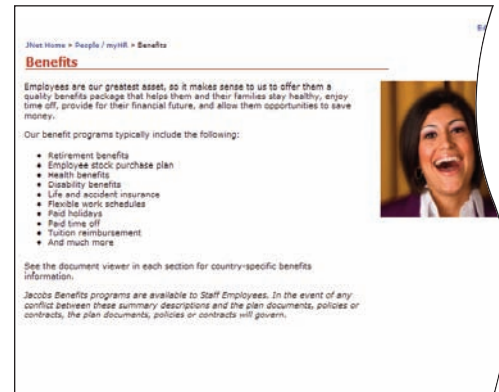 JNet Home > People / myHR > Benefits
Benefits
Employees are our greatest asset, so it makes sense to us to offer them a
quality benefits package that helps them and their families stay healthy, enjoy
time off, provide for their financial future, and allow them opportunities to save
money.
Our benefit programs typically include the following:
Retirement benefits
Employee stock purchase plan
Health benefits
Disability benefits
Life and accident insurance
Flexible work schedules
Paid holidays
Paid time off
Tuition reimbursement
And much more
See the document viewer in each section for country-specific benefits
information.
Jacobs Benefits programs are available to Staff Employees. In the event of any
conflict between these summary descriptions and the plan documents, policies or
contracts, the plan documents, policies or contracts will govern.